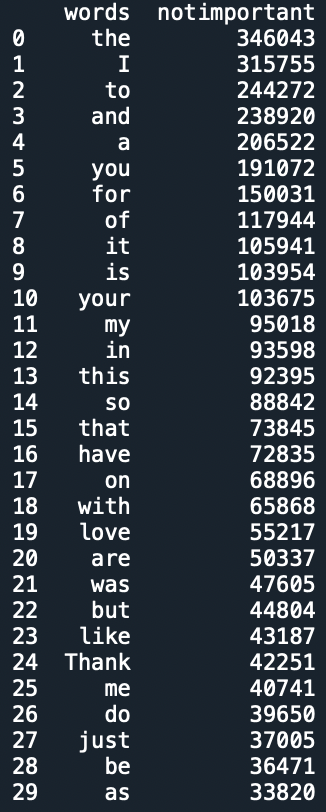 words notimportant
0 the 346043
1 I 315755
2 to 244272
3 and 238920
4 a 206522
5 you 191072
6 for 150031
7 of 117944
8 it 105941
9 is 103954
10 your 103675
11 my 95018
12 in 93598
13 this 92395
14 so 88842
15 that 73845
16 have 72835
17 on 68896
18 with 65868
19 love 55217
20 are 50337
21 was 47605
22 but 44804
23 like 43187
24 Thank 42251
25 me 40741
26 do 39650
27 just 37005
28 be 36471
29 as 33820